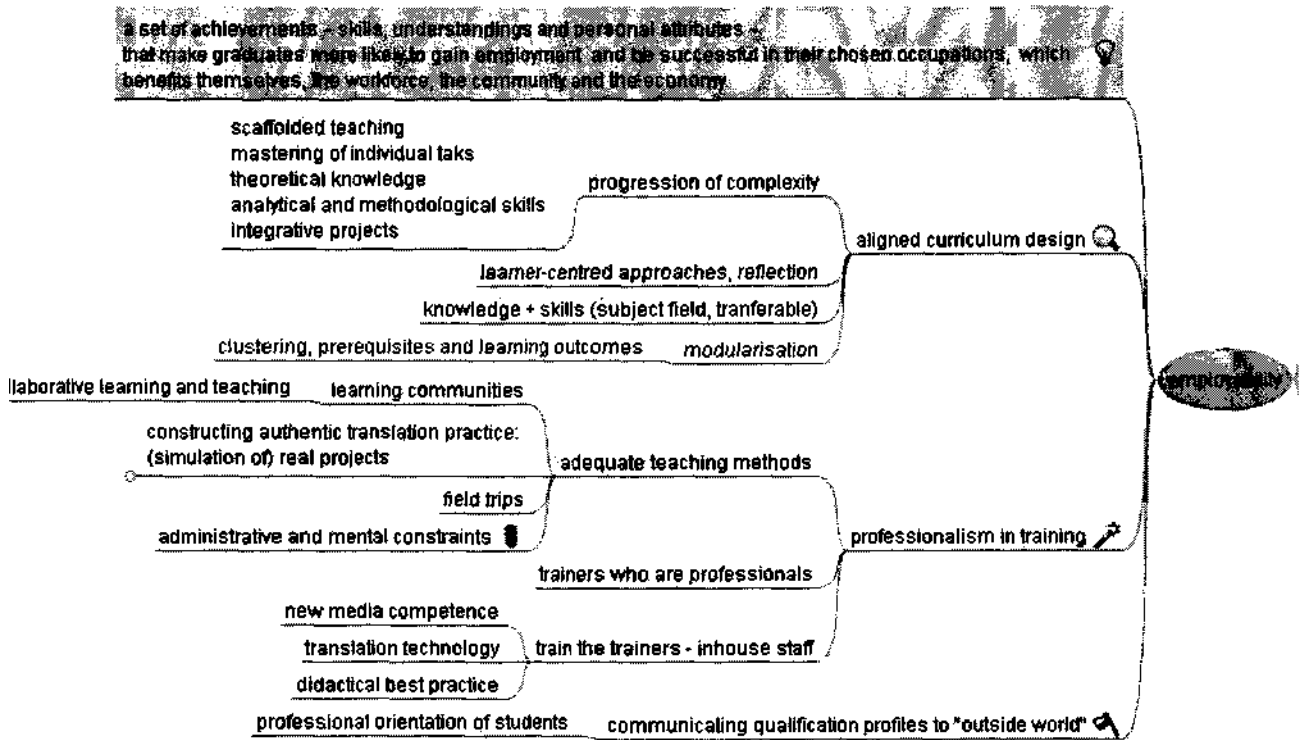 a set of achievements - skills, understandings and personal attributes -
that make graduates more likely to gain employment and be successful in their chosen occupations, which
benefits themselves, the workforce, the community and the economy
scaffolded teaching
mastering of individual taks
theoretical knowledge
analytical and methodological skills
integrative projects
progression of complexity
aligned curriculum design
learner-centred approaches, reflection
knowledge + skills (subject field, tranferable)
clustering, prerequisites and learning outcomes
modularisation
employability
llaborative learning and teaching
learning communities
constructing authentic translation practice:
(simulation of) real projects
adequate teaching methods
field trips
administrative and mental constraints
professionalism in training
trainers who are professionals
new media competence
translation technology
train the trainers - inhouse staff
didactical best practice
professional orientation of students
communicating qualification profiles to "outside world"